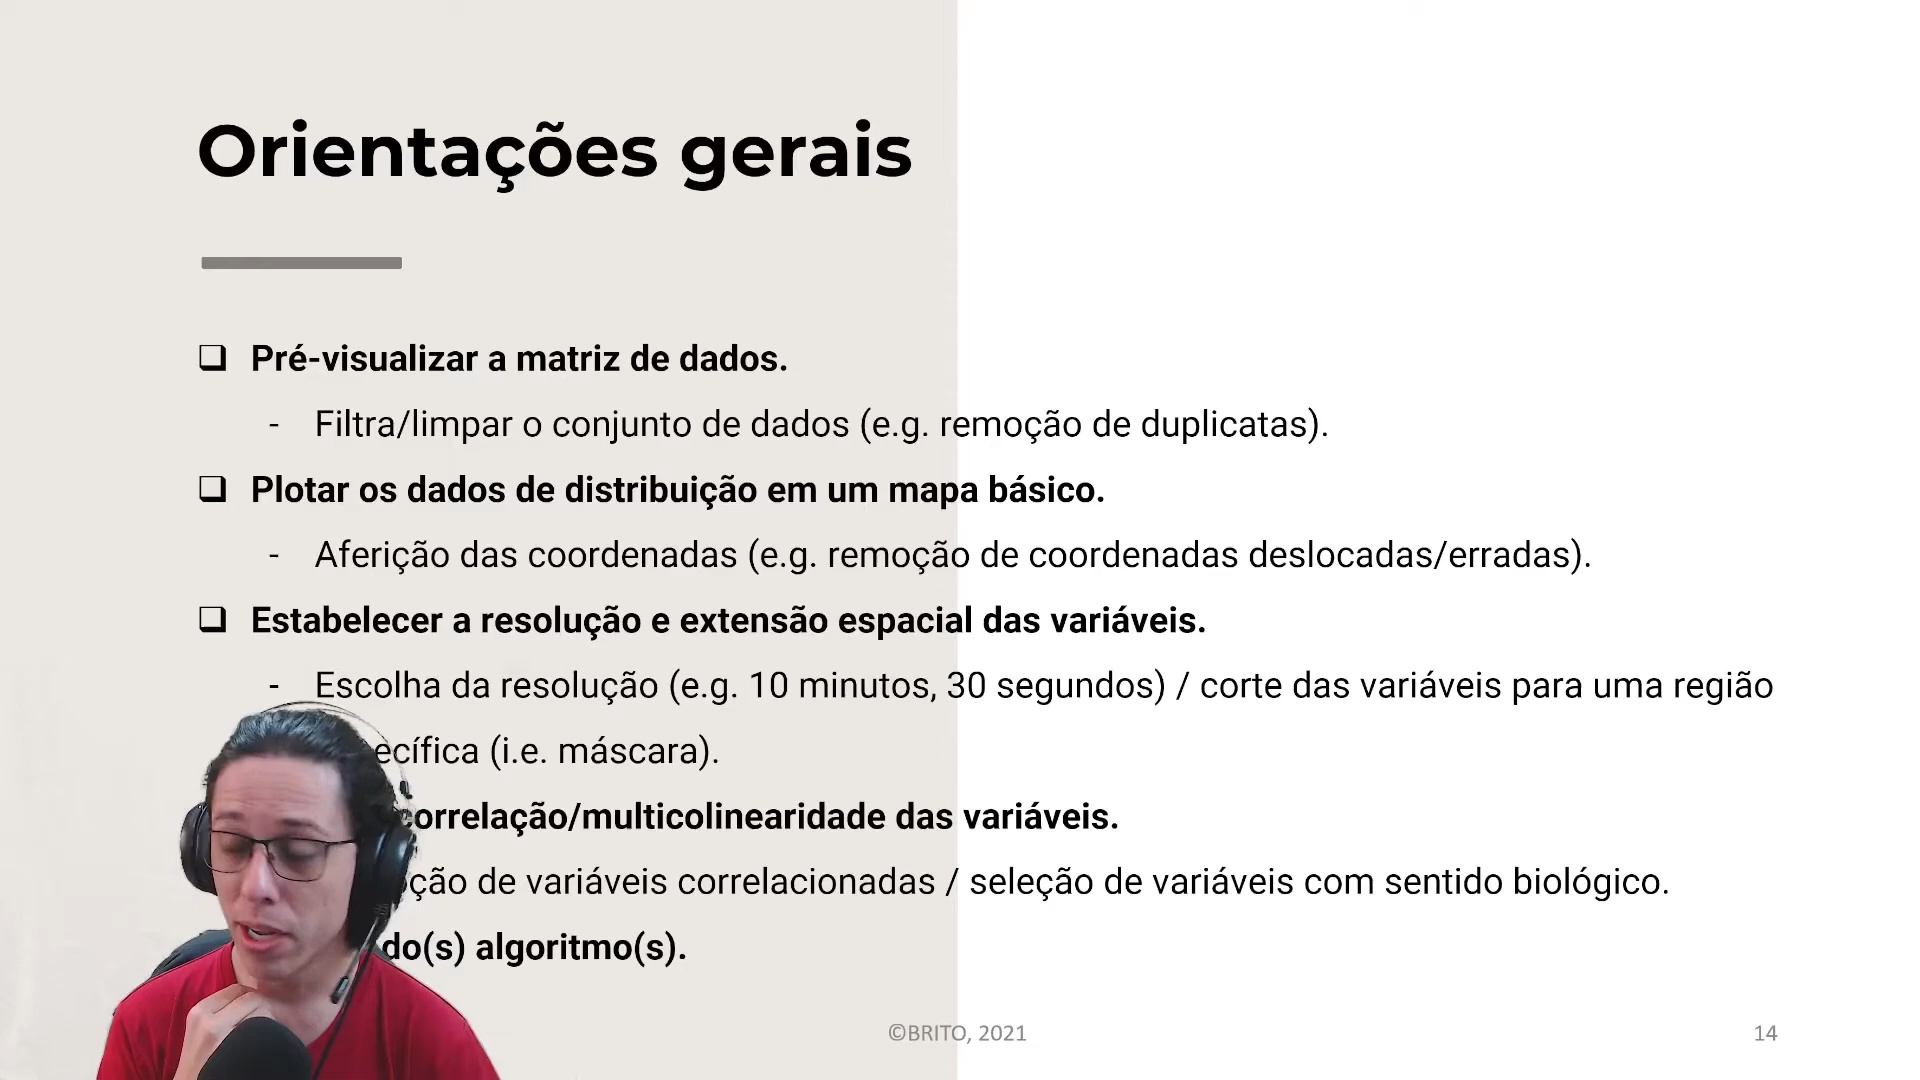 Orientações gerais
❑ Pré-visualizar a matriz de dados.
- Filtra/limpar o conjunto de dados (e.g. remoção de duplicatas).
❑ Plotar os dados de distribuição em um mapa básico.
- Aferição das coordenadas (e.g. remoção de coordenadas deslocadas/erradas).
❑ Estabelecer a resolução e extensão espacial das variáveis.
- Escolha da resolução (e.g. 10 minutos, 30 segundos) / corte das variáveis para uma região
(i.e. máscara).
correlação/multicolinearidade das variáveis.
de variáveis correlacionadas / seleção de variáveis com sentido biológico.
do(s) algoritmo(s).
©BRITO, 2021
14